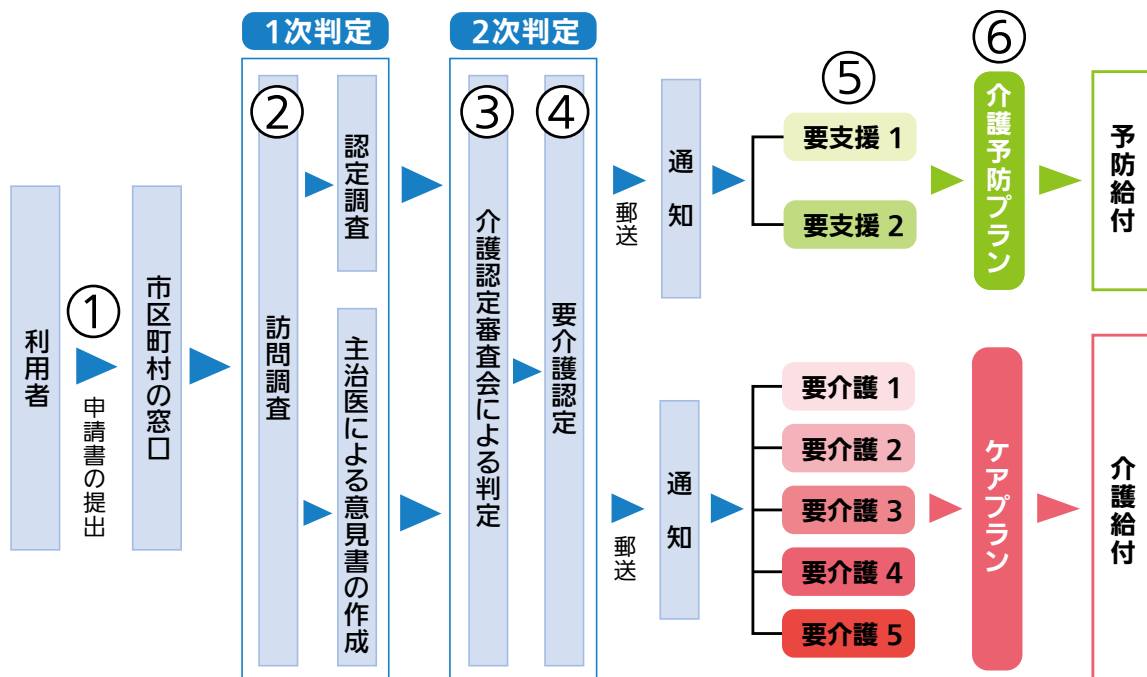 利用者
①
申請書の提出
市区町村の窓口
1次判定
②
訪問調査
認定調査
主治医による意見書の作成
2次判定
③
介護認定審査会による判定
④
要介護認定
郵送
通知
⑤
要支援 1
要支援 2
⑥
介護予防プラン
予防給付
郵送
通知
要介護 1
要介護 2
要介護 3
要介護 4
要介護 5
ケアプラン
介護給付